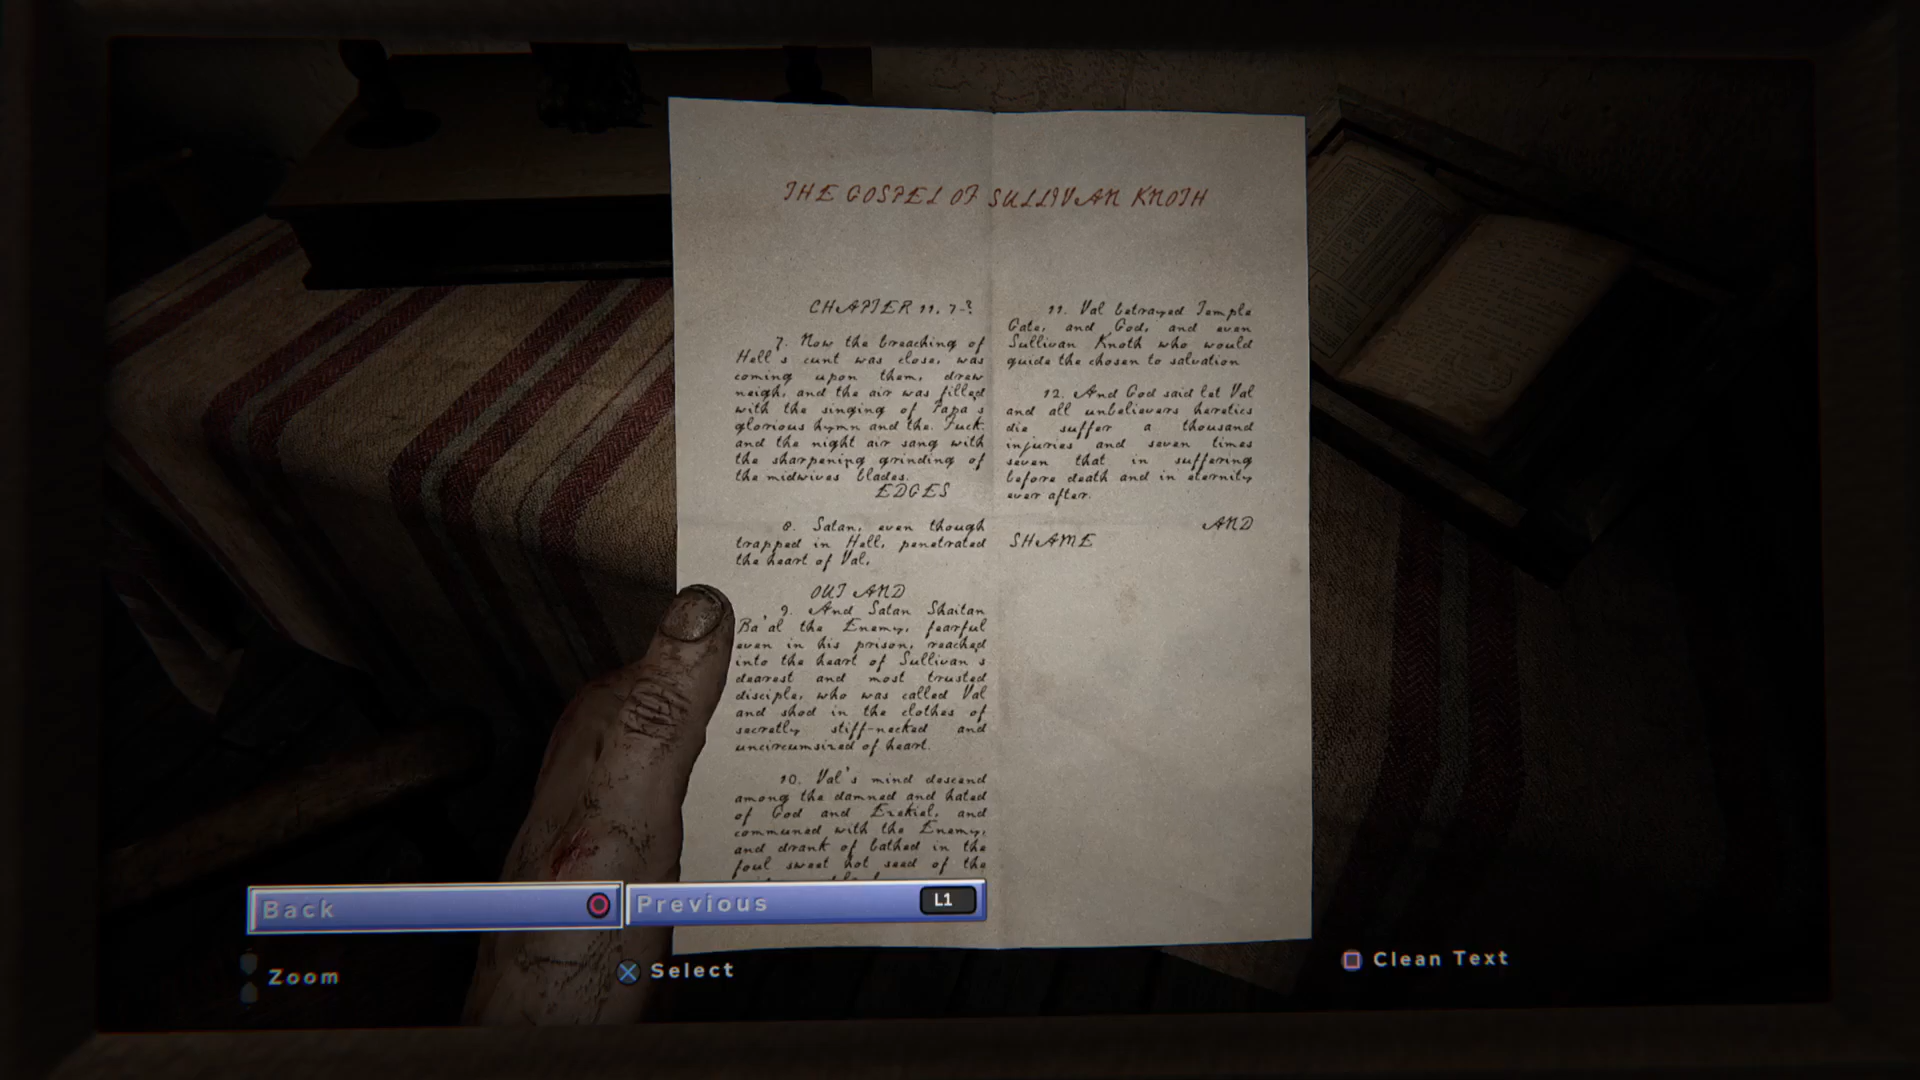 THE GOSPEL OF SULLIVAN KNOTH
CHAPTER 11, 7-?
7. Now the breaching of
Hell's cunt was close, was
coming upon them, drew
neigh, and the air was filled
with the singing of Papa's
glorious hymn and the. Fuck.
and the night air sang with
the sharpening grinding of
the midwives blades.
EDGES
8. Satan, even though
trapped in Hell, penetrated
the heart of Val,
OUT AND
9. And Satan Shaitan
Ba'al the Enemy, fearful
even in his prison, reached
into the heart of Sullivan's
dearest and most trusted
disciple, who was called Val
and shod in the clothes of
secretly stiff-necked and
uncircumsized of heart.
10. Val's mind descend
among the damned and hated
of God and Ezekiel, and
communed with the Enemy,
and drank of bathed in the
foul sweet hot seed of the
11. Val betrayed Temple
Gate, and God, and even
Sullivan Knoth who would
guide the chosen to salvation
12. And God said let Val
and all unbelievers heretics
die suffer a thousand
injuries and seven times
seven that in suffering
before death and in eternity
ever after.
AND
SHAME
Back
Previous L1
Zoom
Select
Clean Text